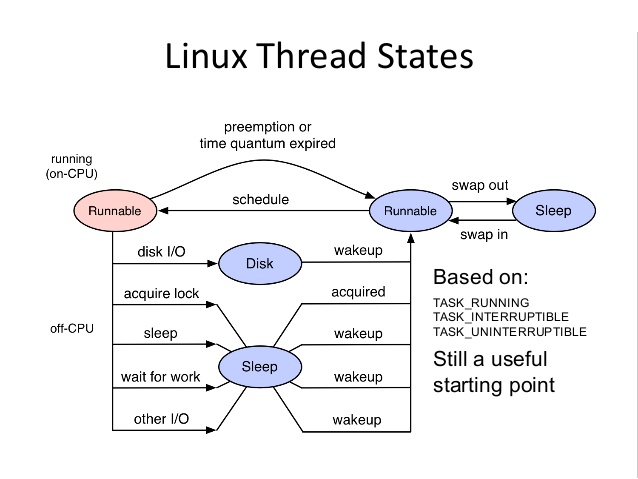 Linux Thread States
preemption or
time quantum expired
running
(on-CPU)
Runnable
schedule
Runnable
swap out
swap in
Sleep
disk I/O
Disk
wakeup
acquire lock
acquired
off-CPU
sleep
Sleep
wakeup
wait for work
wakeup
other I/O
wakeup
Based on:
TASK_RUNNING
TASK_INTERRUPTIBLE
TASK_UNINTERRUPTIBLE
Still a useful
starting point